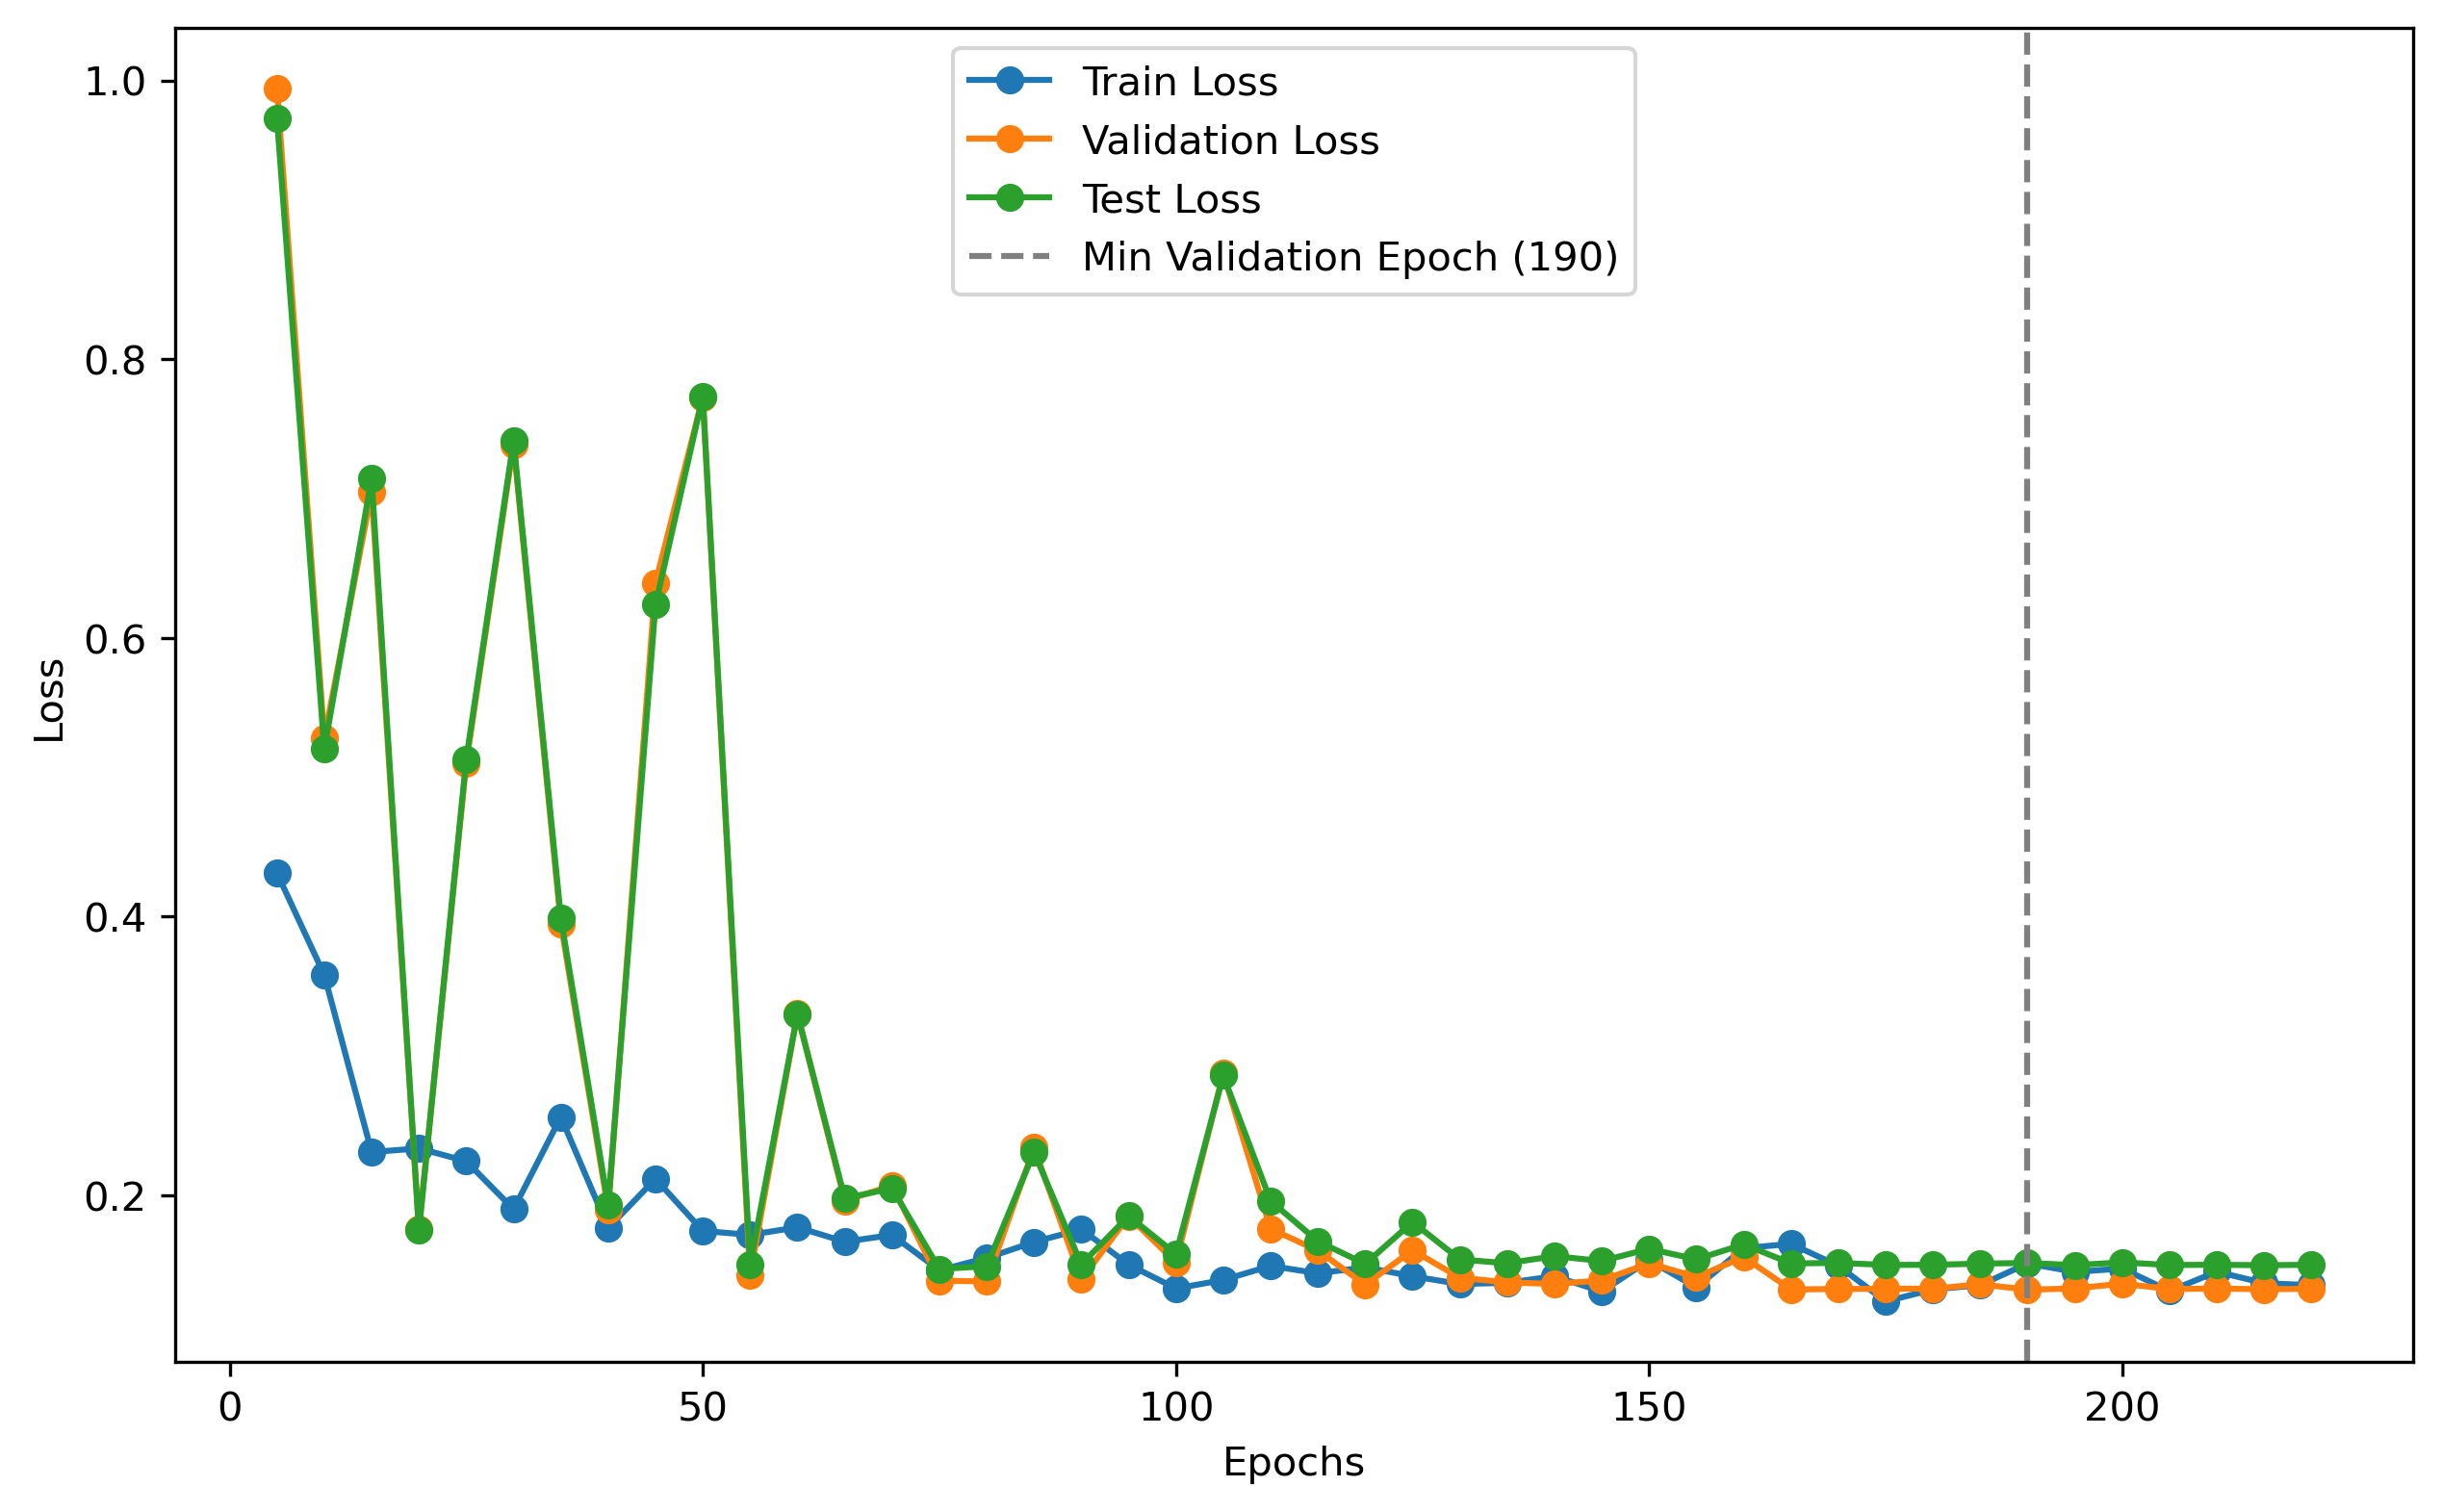 Train Loss
Validation Loss
Test Loss
Min Validation Epoch (190)
1.0
0.8
0.6
0.4
0.2
Loss
0 50 100 150 200
Epochs